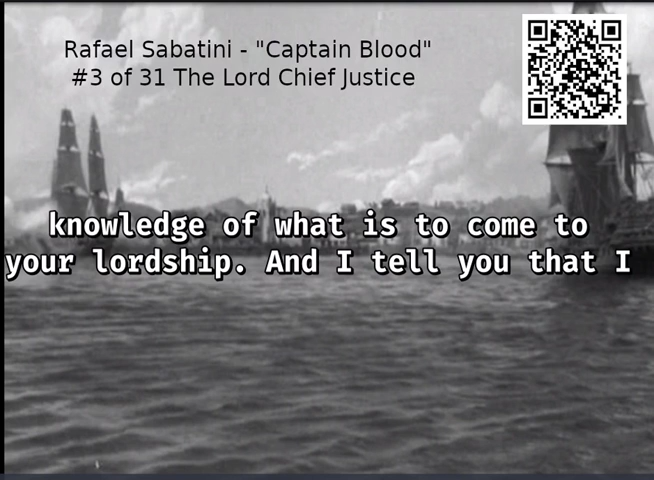 Rafael Sabatini - "Captain Blood"
#3 of 31 The Lord Chief Justice
knowledge of what is to come to
your lordship. And I tell you that I